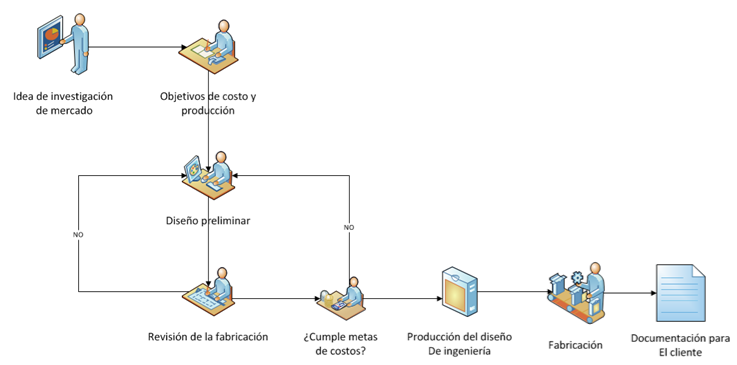 Idea de investigación
de mercado
Objetivos de costo y
producción
Diseño preliminar
NO
NO
Revisión de la fabricación
¿Cumple metas
de costos?
Producción del diseño
De ingeniería
Fabricación
Documentación para
El cliente